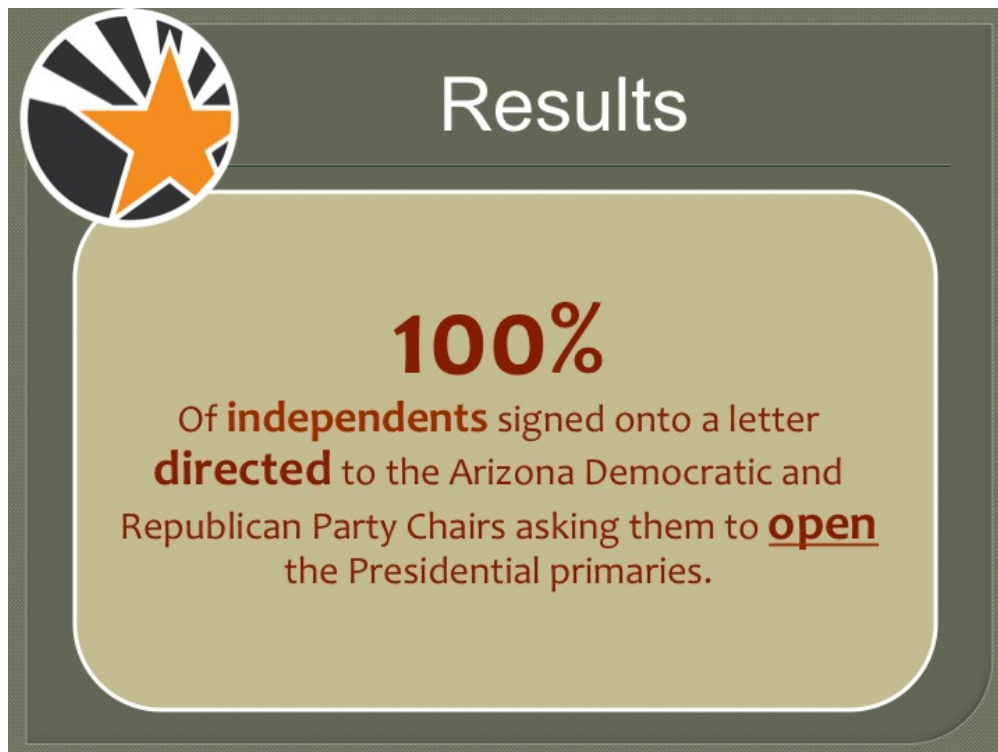 Results
100%
Of independents signed onto a letter
directed to the Arizona Democratic and
Republican Party Chairs asking them to open
the Presidential primaries.